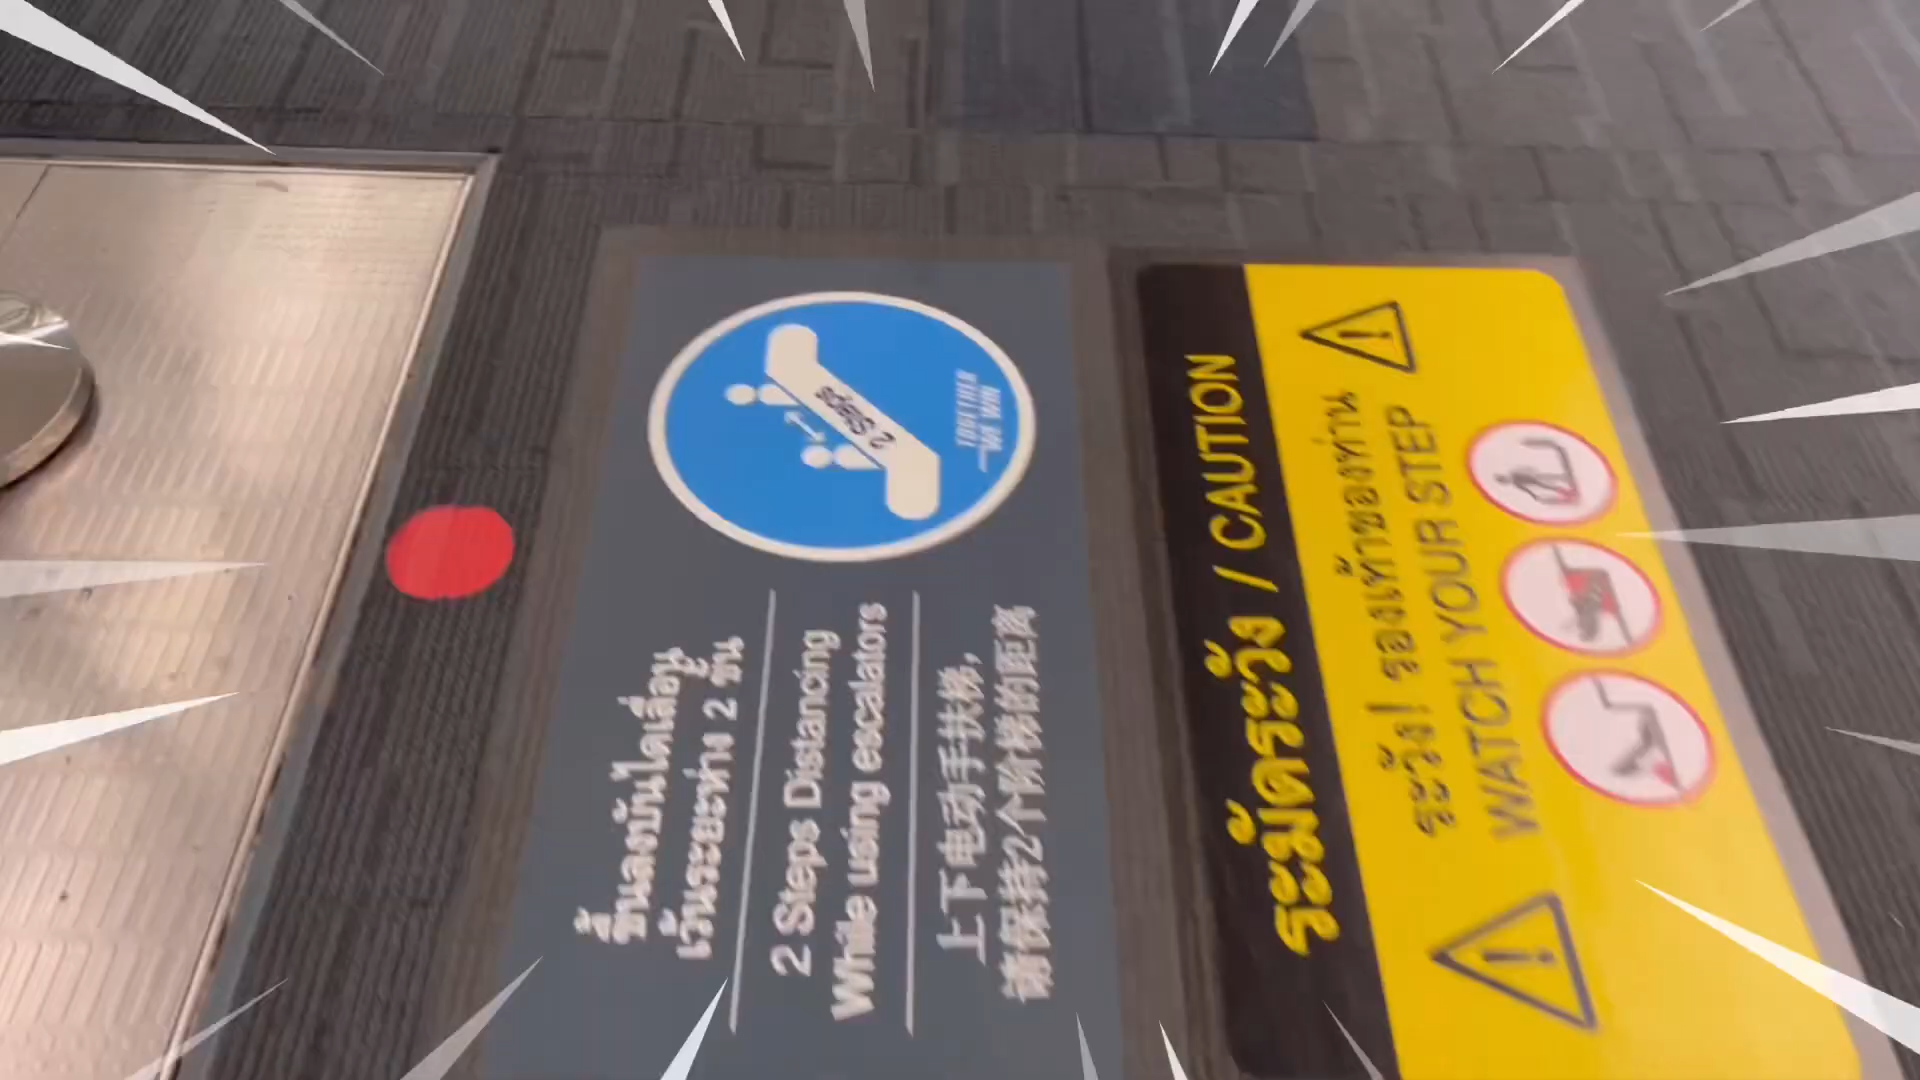 2 Steps
TOGETHER
WE WIN
ขึ้นลงบันไดเลื่อน
เว้นระยะห่าง 2 ขั้น
2 Steps Distancing
While using escalators
上下电动手扶梯，
请保持2个阶梯的距离
ระมัดระวัง / CAUTION
ระวัง! รองเท้าของท่าน
WATCH YOUR STEP